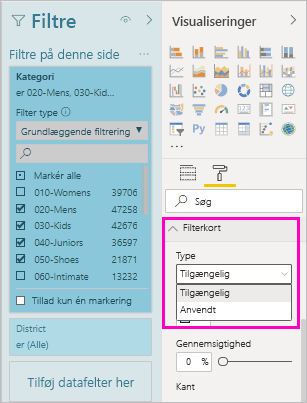 Filtre
Filtre på denne side
...
Kategori
er 020-Mens, 030-Kid...
Filter type
Grundlæggende filtrering
Markér alle
010-Womens 39706
020-Mens 47258
030-Kids 42676
040-Juniors 36597
050-Shoes 21871
060-Intimate 13232
Tillad kun én markering
District
er (Alle)
Tilføj datafelter her
Visualiseringer
Py
...
Søg
Filterkort
Type
Tilgængelig
Tilgængelig
Anvendt
Gennemsigtighed
0 %
Kant